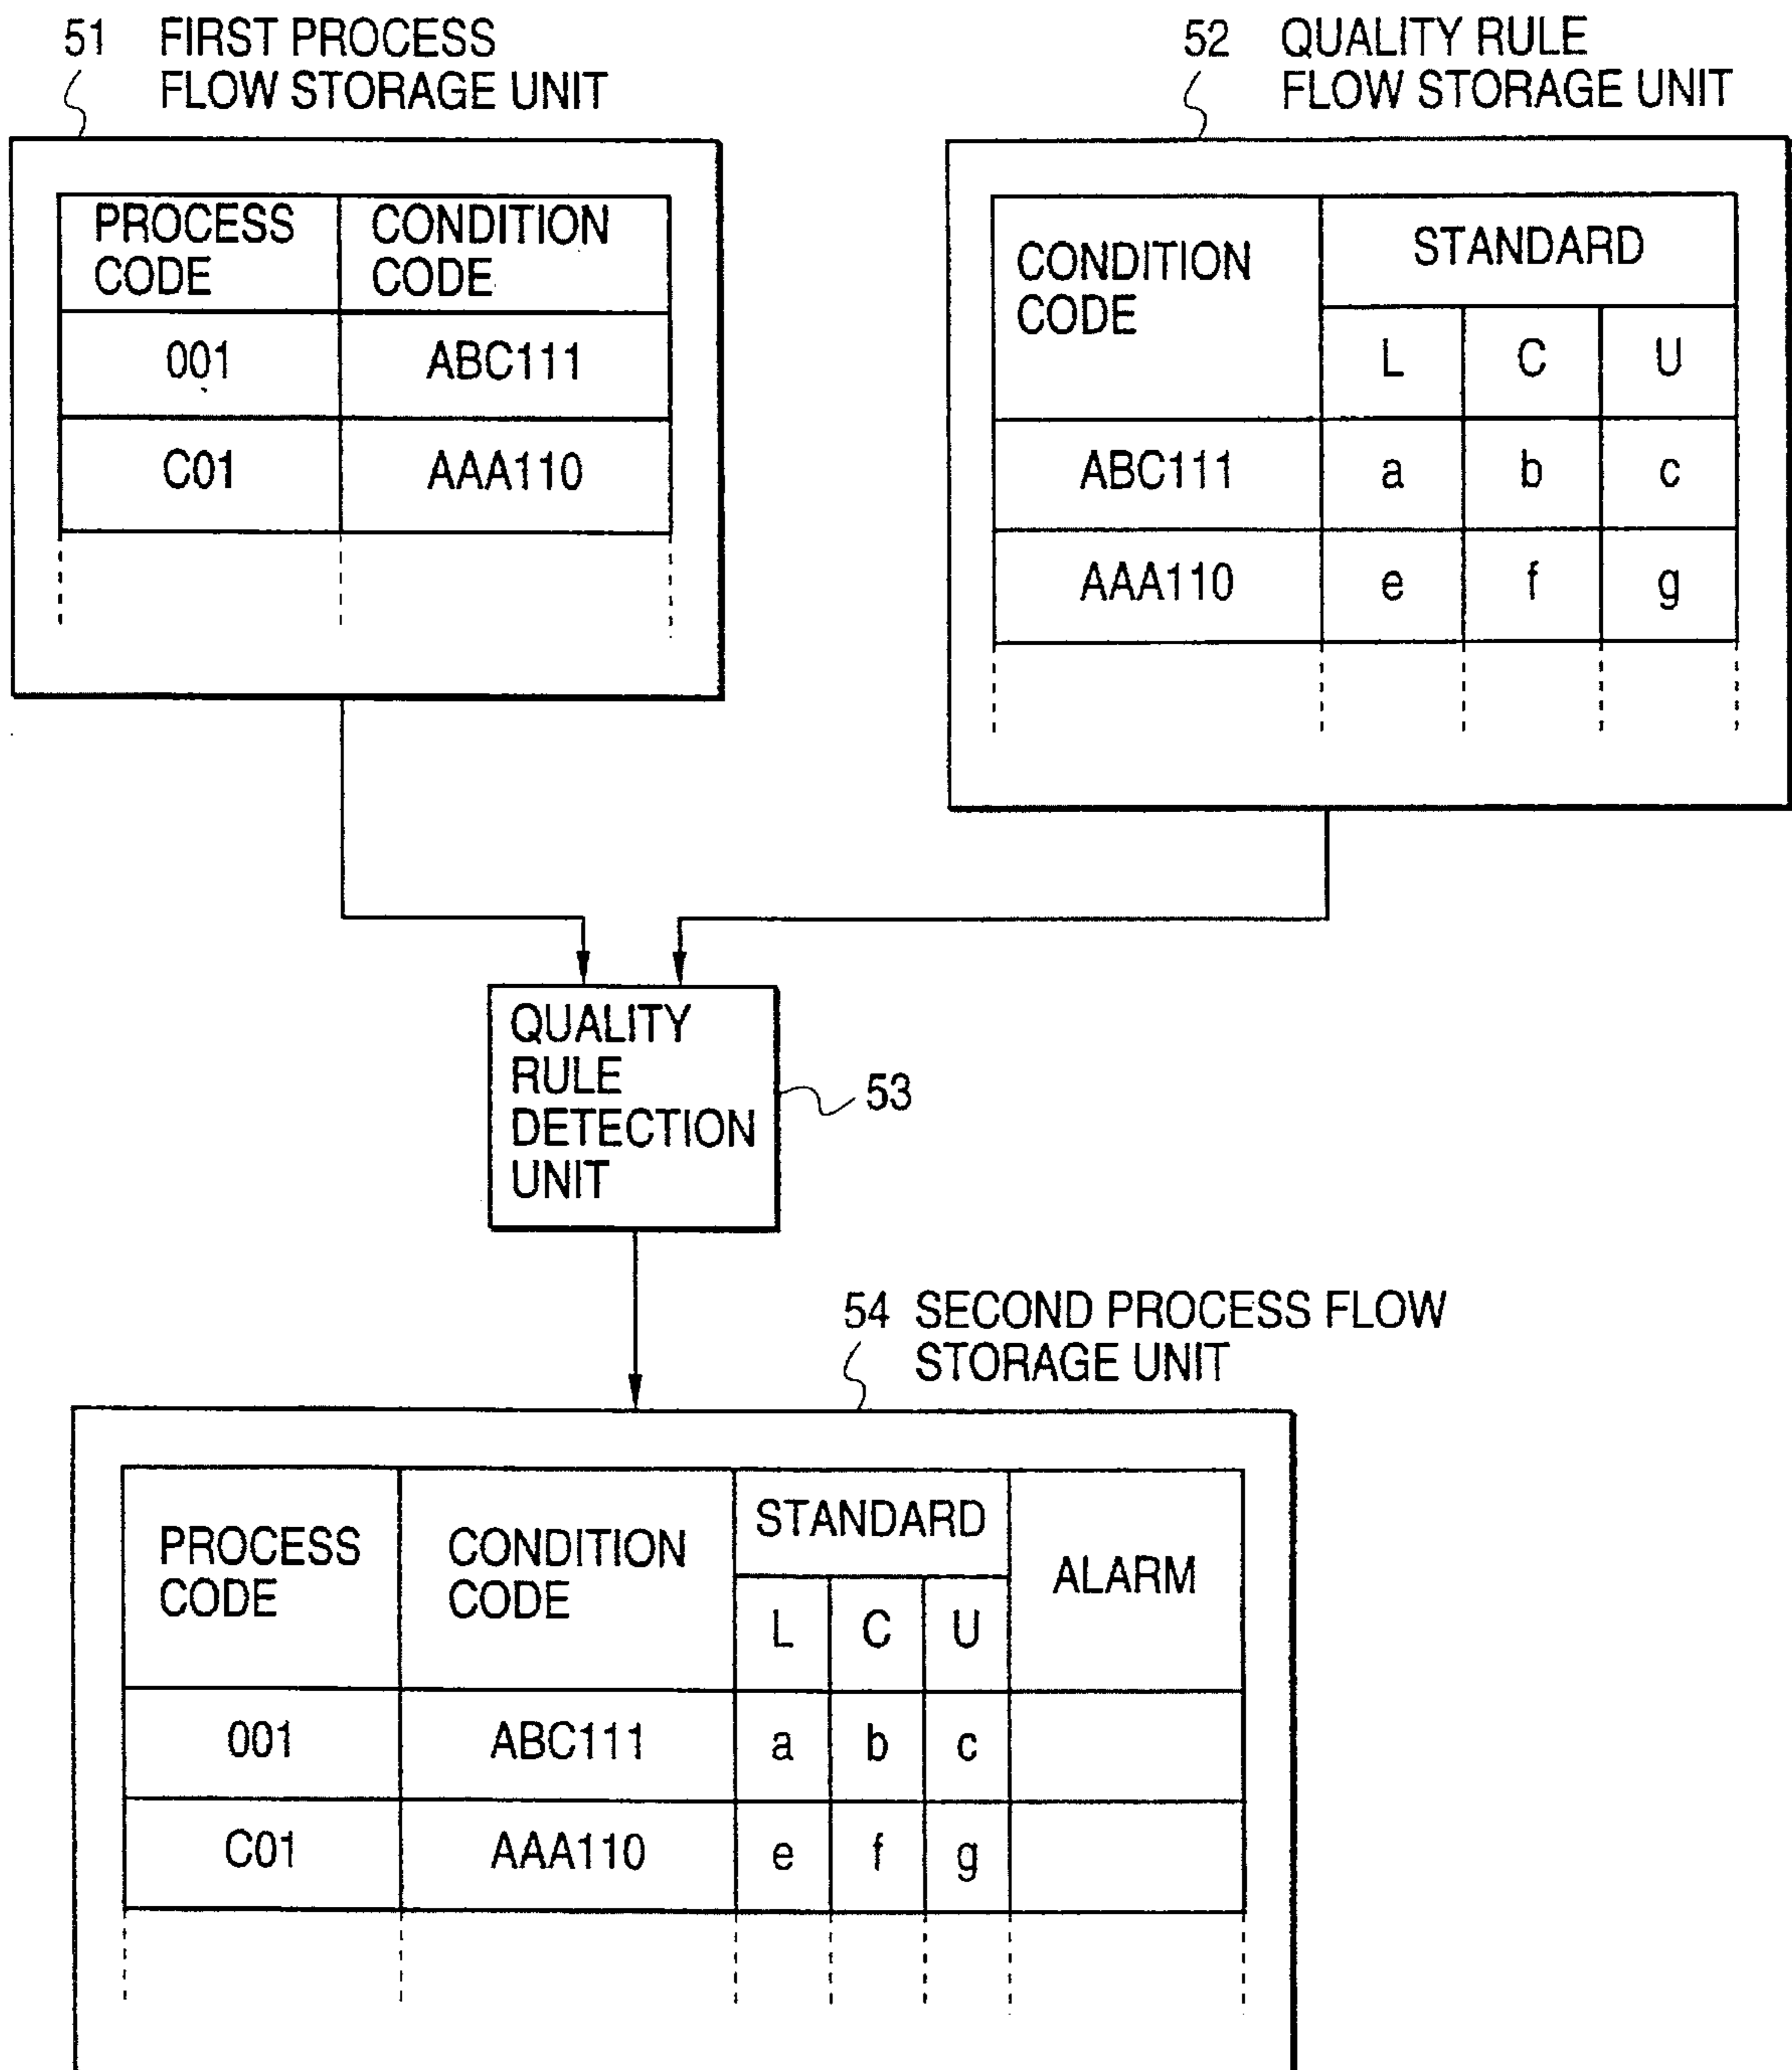 51 FIRST PROCESS
FLOW STORAGE UNIT
PROCESS CODE CONDITION CODE
001 ABC111
C01 AAA110
52 QUALITY RULE
FLOW STORAGE UNIT
CONDITION CODE STANDARD
L C U
ABC111 a b c
AAA110 e f g
QUALITY
RULE
DETECTION
UNIT
53
54 SECOND PROCESS FLOW
STORAGE UNIT
PROCESS CODE CONDITION CODE STANDARD ALARM
L C U
001 ABC111 a b c
C01 AAA110 e f g